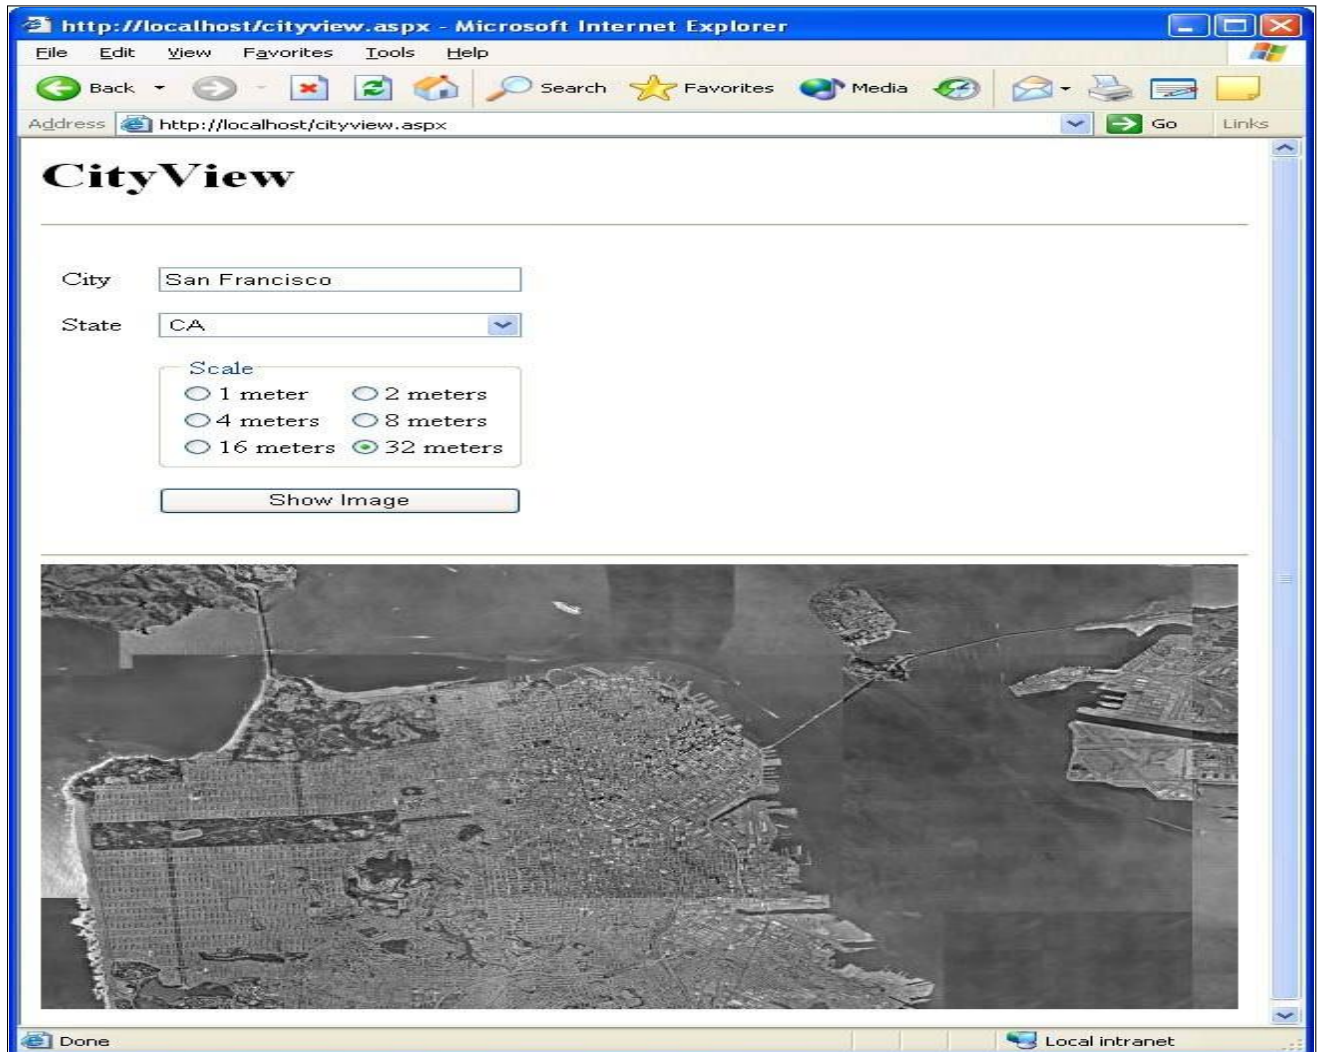 http://localhost/cityview.aspx - Microsoft Internet Explorer
File Edit View Favorites Tools Help
Back Search Favorites Media
Address http://localhost/cityview.aspx Go Links
CityView
City San Francisco
State CA
Scale
1 meter 2 meters
4 meters 8 meters
16 meters 32 meters
Show Image
Done Local intranet